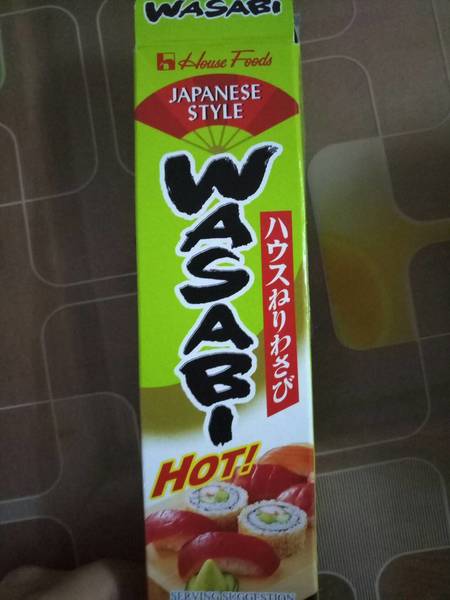 WASABI
House Foods
JAPANESE
STYLE
WASABI
ハウスねりわさび
HOT!
SERVING SUGGESTION